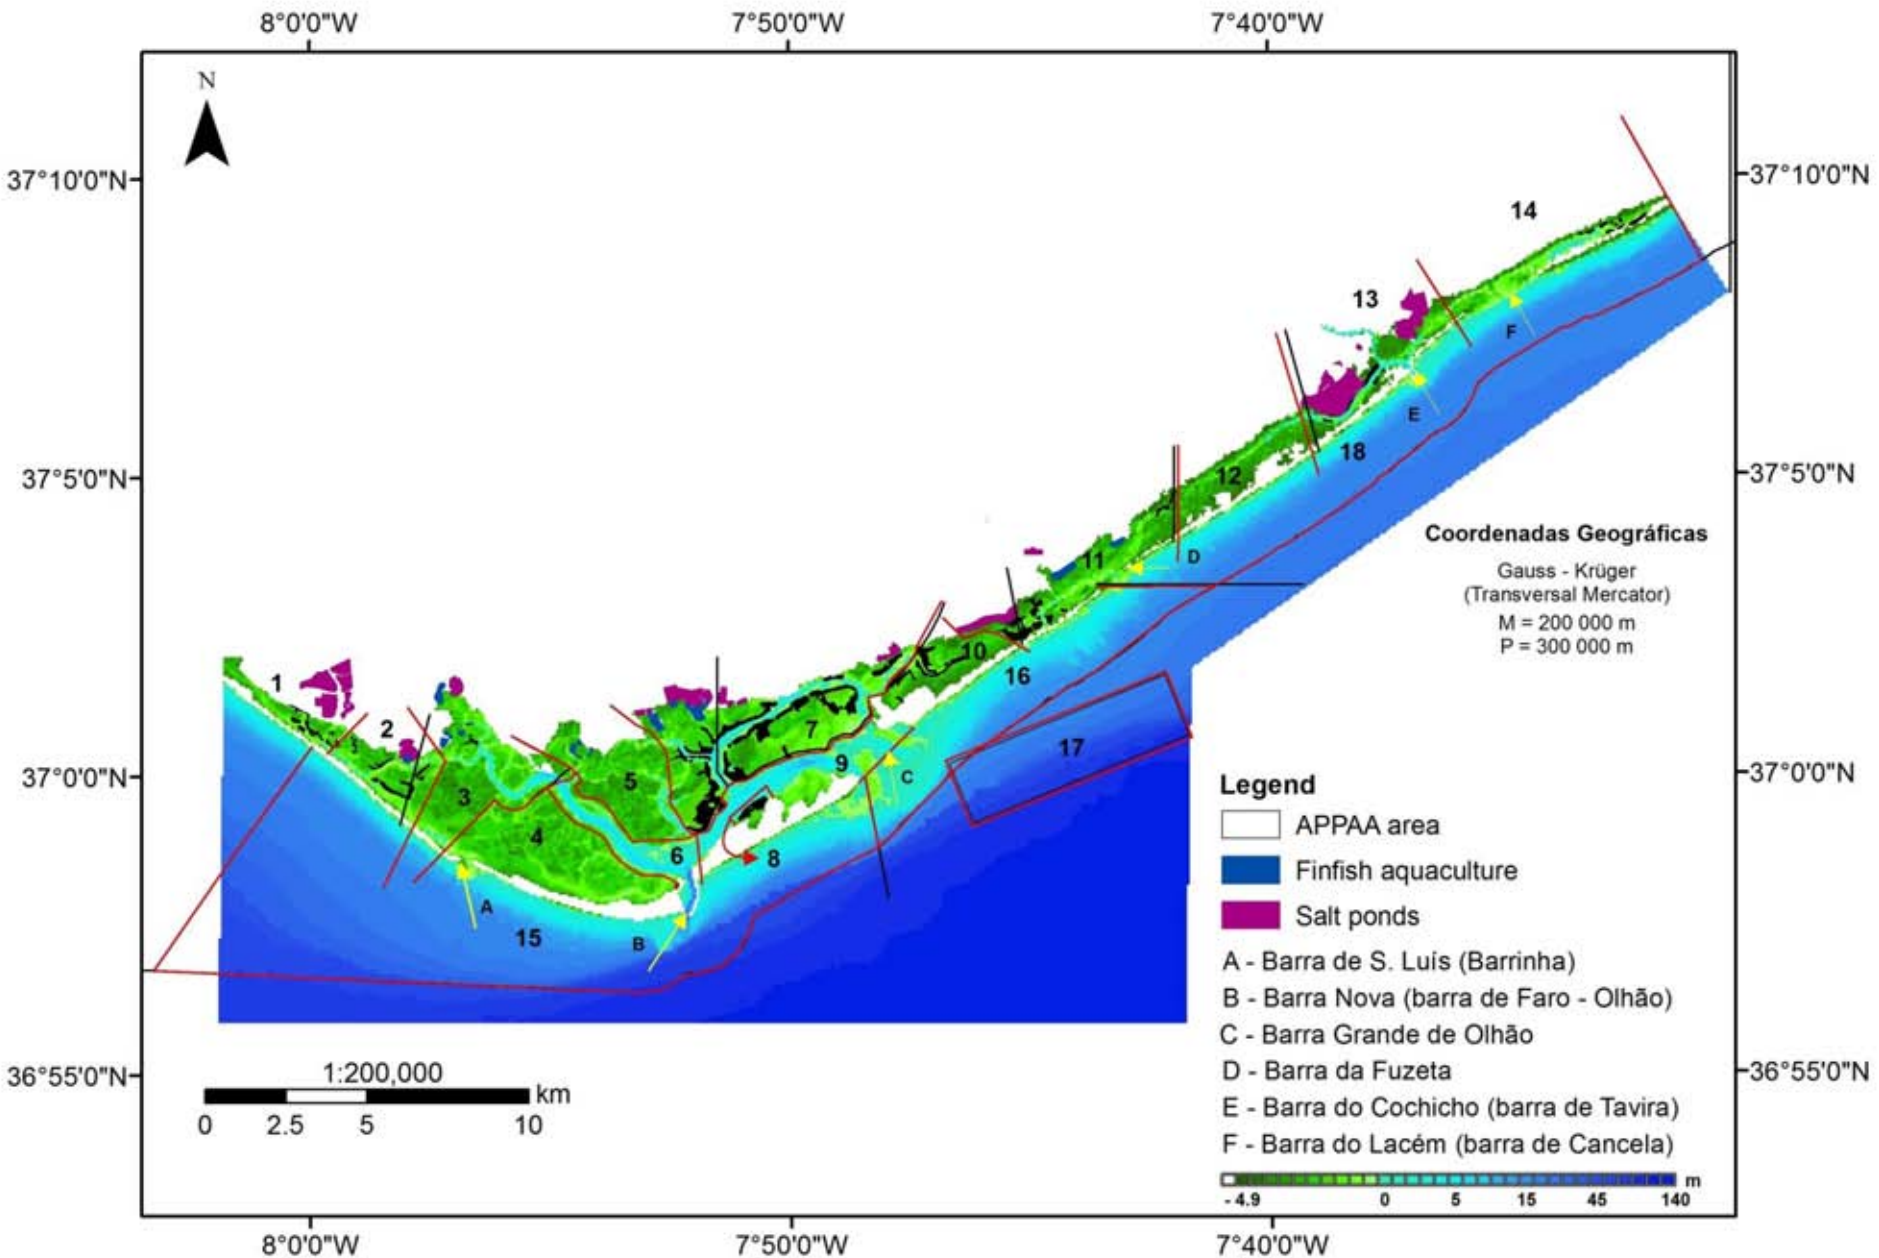 8°0'0"W 7°50'0"W 7°40'0"W
N
37°10'0"N 37°10'0"N
14
13
F
E
37°5'0"N 37°5'0"N
18
12
Coordenadas Geográficas
11
D
Gauss - Krüger
(Transversal Mercator)
M = 200 000 m
P = 300 000 m
10
16
1
2
7
17
9
37°0'0"N 37°0'0"N
C
5
3
Legend
4
APPAA area
6
8
Finfish aquaculture
A
Salt ponds
15
B
A - Barra de S. Luís (Barrinha)
B - Barra Nova (barra de Faro - Olhão)
C - Barra Grande de Olhão
D - Barra da Fuzeta
E - Barra do Cochicho (barra de Tavira)
F - Barra do Lacém (barra de Cancela)
36°55'0"N 36°55'0"N
1:200,000
km
0 2.5 5 10
m
- 4.9 0 5 15 45 140
8°0'0"W 7°50'0"W 7°40'0"W